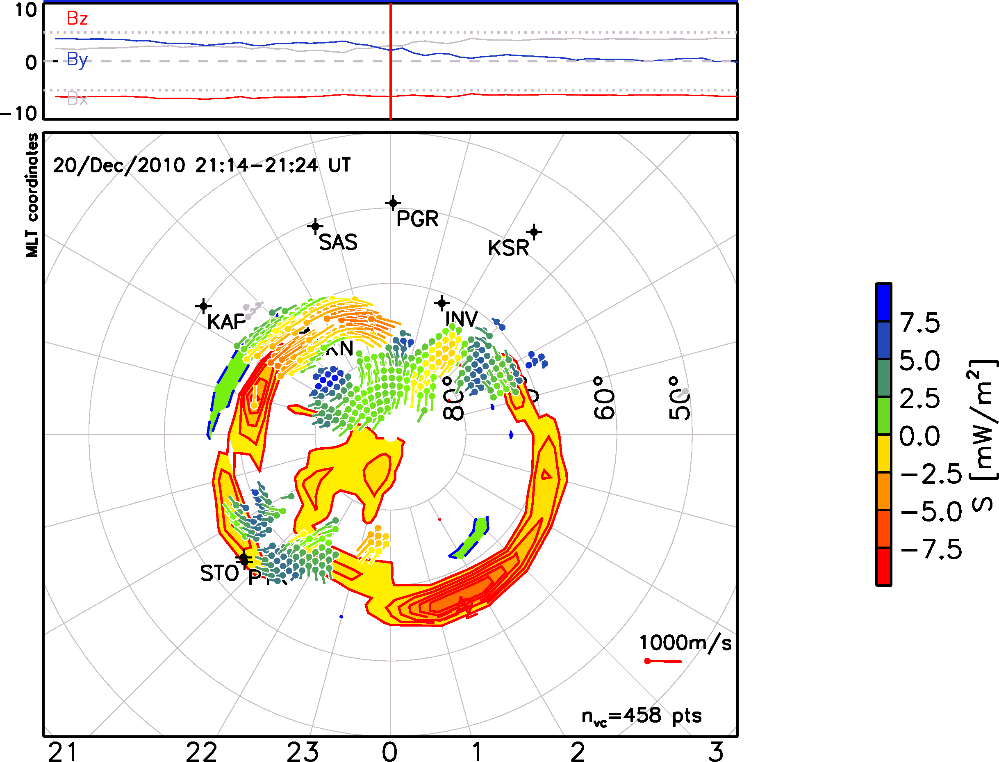 10
Bz
0
By
Bx
-10
MLT coordinates
20/Dec/2010 21:14-21:24 UT
PGR
SAS
KSR
KAP
INV
80°
60°
50°
STO
1000m/s
n_vc=458 pts
21 22 23 0 1 2 3
7.5
5.0
2.5
0.0
-2.5
-5.0
-7.5
S [mW/m²]